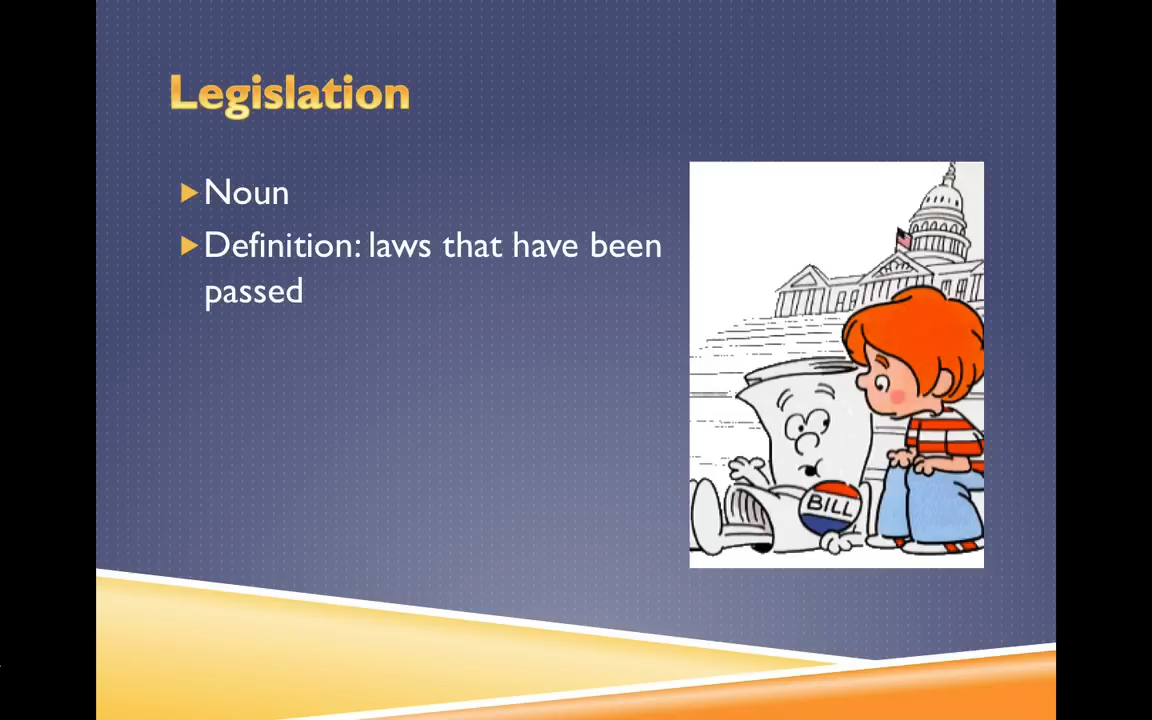 Legislation
Noun
Definition: laws that have been
passed
BILL